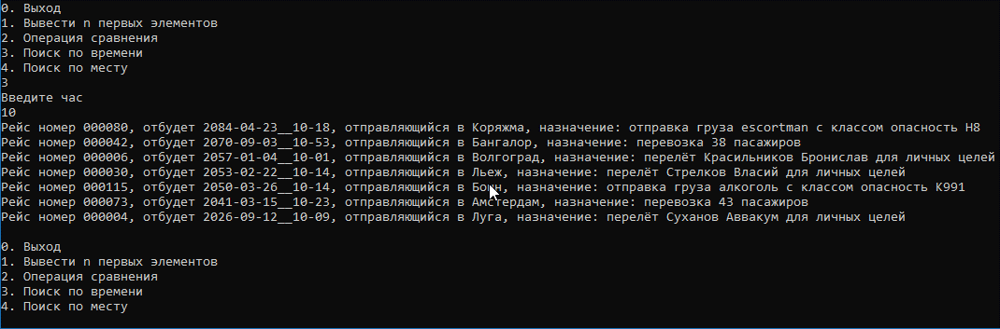 0. Выход
1. Вывести n первых элементов
2. Операция сравнения
3. Поиск по времени
4. Поиск по месту
3
Введите час
10
Рейс номер 000080, отбудет 2084-04-23__10-18, отправляющийся в Коряжма, назначение: отправка груза escortman с классом опасность H8
Рейс номер 000042, отбудет 2070-09-03__10-53, отправляющийся в Бангалор, назначение: перевозка 38 пасажиров
Рейс номер 000006, отбудет 2057-01-04__10-01, отправляющийся в Волгоград, назначение: перелёт Красильников Бронислав для личных целей
Рейс номер 000030, отбудет 2053-02-22__10-14, отправляющийся в Льеж, назначение: перелёт Стрелков Власий для личных целей
Рейс номер 000115, отбудет 2050-03-26__10-14, отправляющийся в Бонн, назначение: отправка груза алкоголь с классом опасность K991
Рейс номер 000073, отбудет 2041-03-15__10-23, отправляющийся в Амстердам, назначение: перевозка 43 пасажиров
Рейс номер 000004, отбудет 2026-09-12__10-09, отправляющийся в Луга, назначение: перелёт Суханов Аввакум для личных целей
0. Выход
1. Вывести n первых элементов
2. Операция сравнения
3. Поиск по времени
4. Поиск по месту